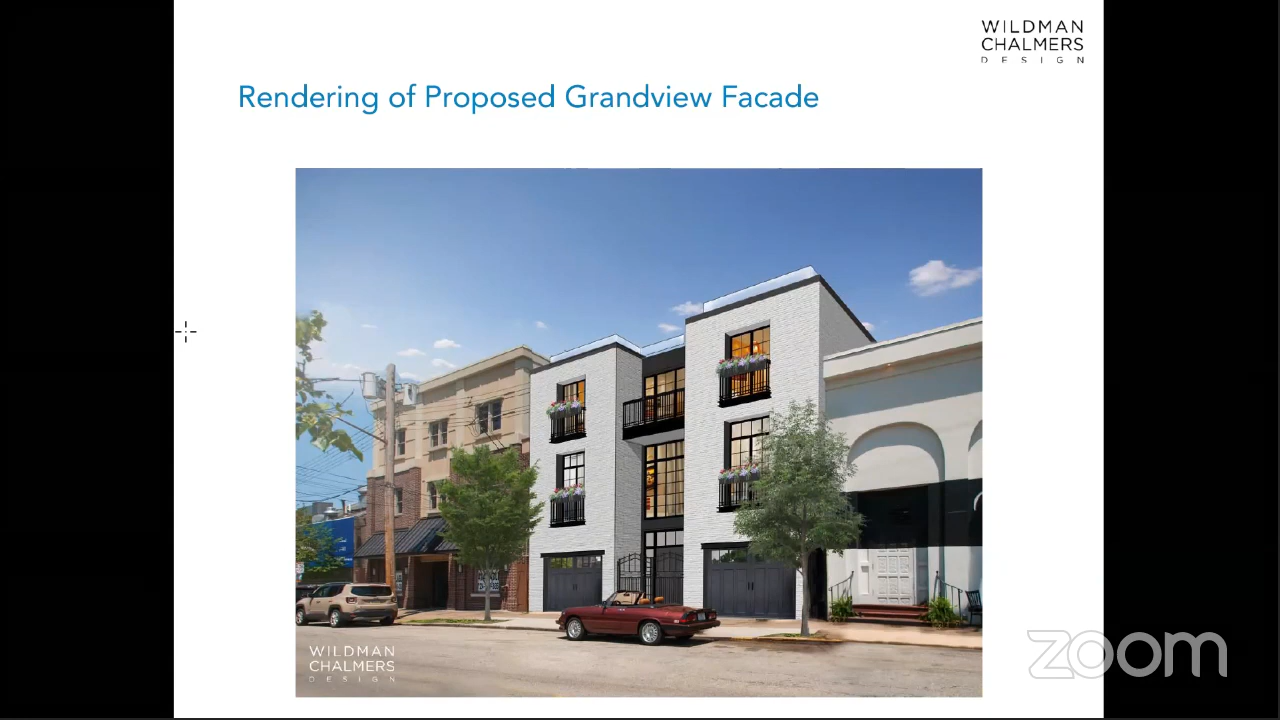 WILDMAN
CHALMERS
DESIGN
Rendering of Proposed Grandview Facade
WILDMAN
CHALMERS
DESIGN
zoom